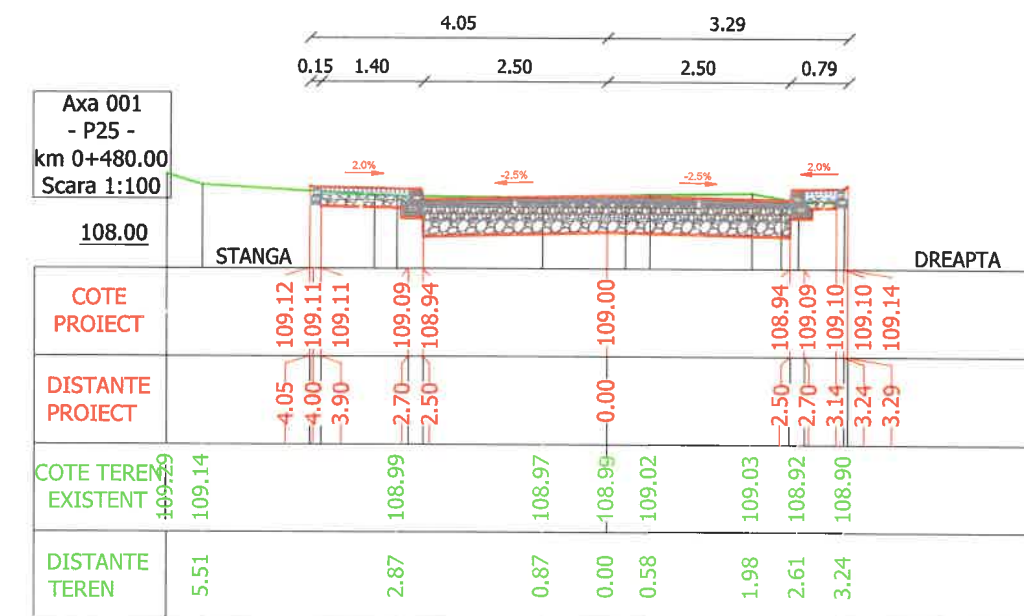 4.05 3.29
0.15 1.40 2.50 2.50 0.79
Axa 001
- P25 -
km 0+480.00
Scara 1:100
2.0% -2.5% -2.5% 2.0%
108.00
STANGA DREAPTA
COTE
PROIECT
109.12 109.11 109.11 109.09 108.94 109.00 108.94 109.09 109.10 109.10 109.14
DISTANTE
PROIECT
4.05 4.00 3.90 2.70 2.50 0.00 2.50 2.70 3.14 3.24 3.29
COTE TEREN
EXISTENT
109.29 109.14 108.99 108.97 108.99 109.02 109.03 108.92 108.90
DISTANTE
TEREN
5.51 2.87 0.87 0.00 0.58 1.98 2.61 3.24